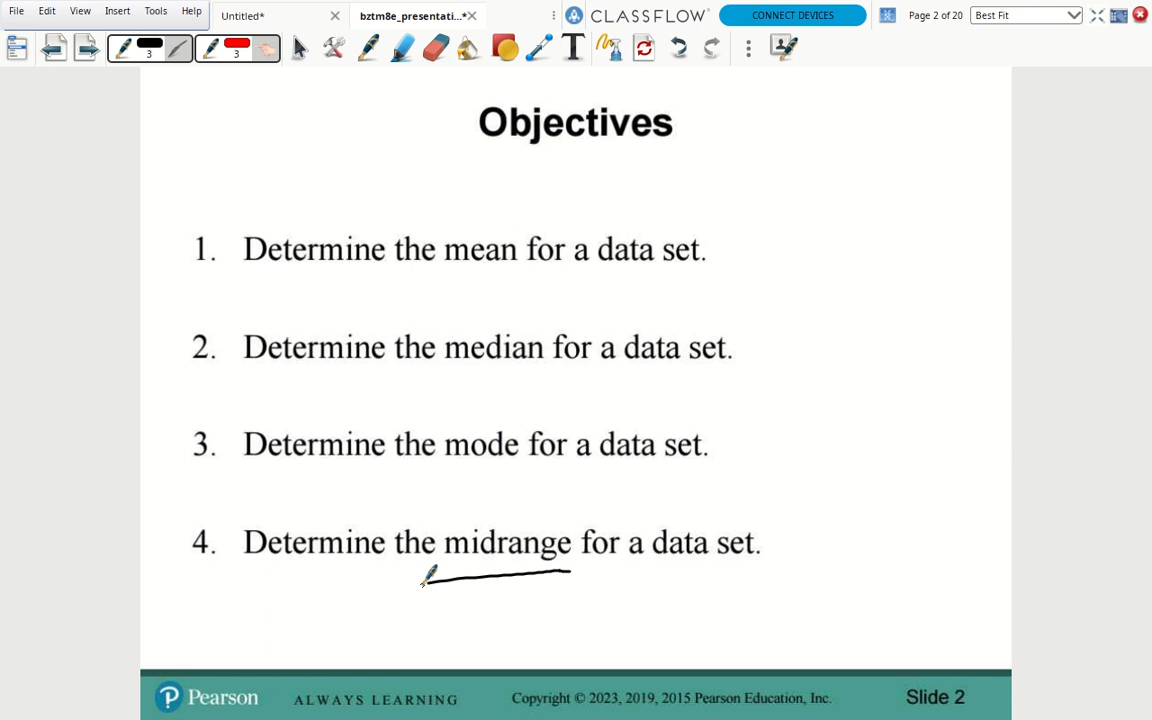 File Edit View Insert Tools Help
Untitled*
bztm8e_presentati...*
CLASSFLOW
CONNECT DEVICES
Page 2 of 20
Best Fit
3
3
T
Objectives
1. Determine the mean for a data set.
2. Determine the median for a data set.
3. Determine the mode for a data set.
4. Determine the midrange for a data set.
P Pearson
ALWAYS LEARNING
Copyright © 2023, 2019, 2015 Pearson Education, Inc.
Slide 2